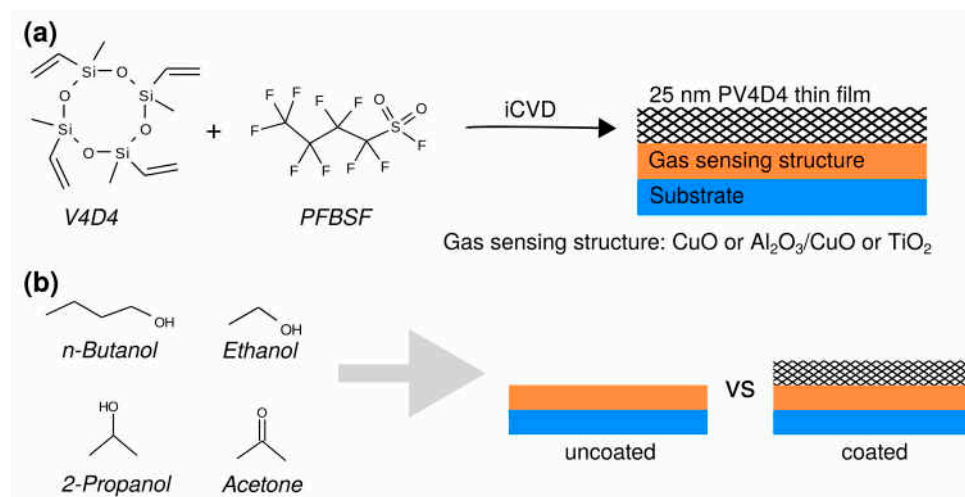 (a)
Si O Si O Si O Si O
V4D4
+
F F F F F F F F F S O O F
PFBSF
iCVD
25 nm PV4D4 thin film
Gas sensing structure
Substrate
Gas sensing structure: CuO or Al₂O₃/CuO or TiO₂
(b)
OH
n-Butanol
OH
Ethanol
HO
2-Propanol
O
Acetone
uncoated
vs
coated